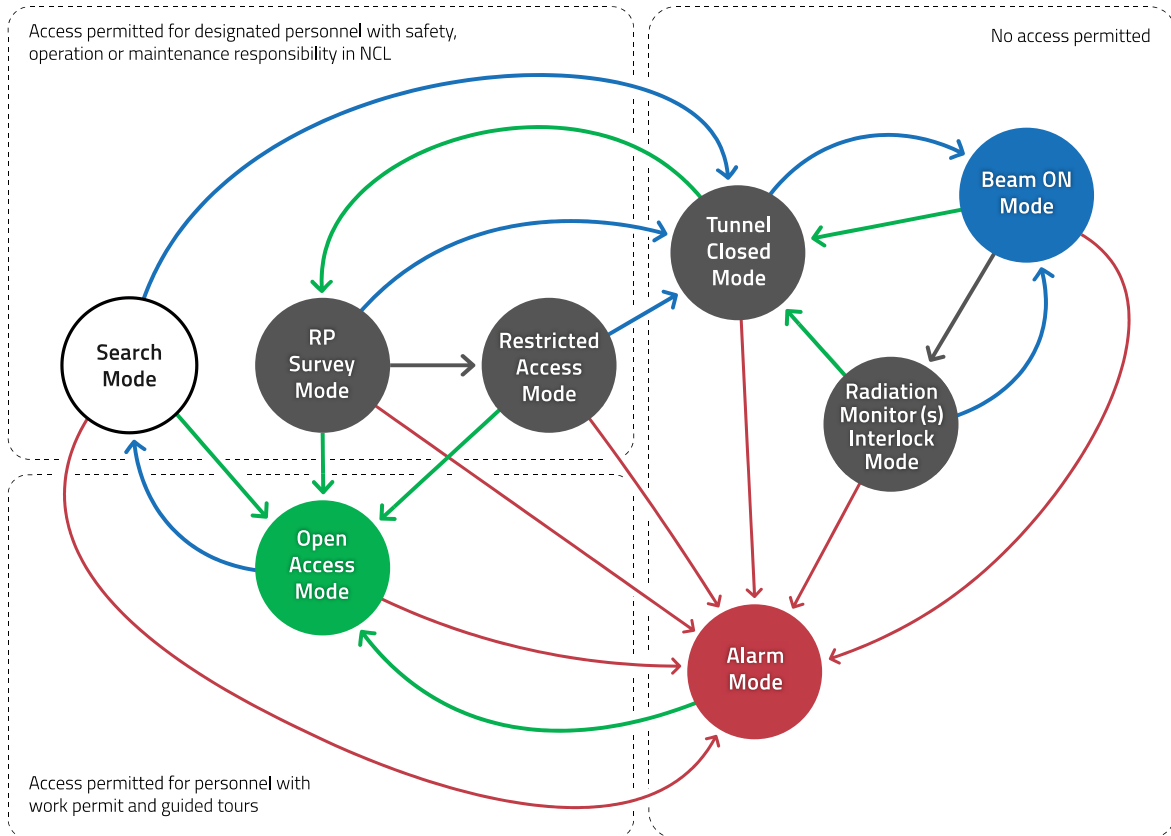 Access permitted for designated personnel with safety,
operation or maintenance responsibility in NCL
No access permitted
Beam ON
Mode
Tunnel
Closed
Mode
Search
Mode
RP
Survey
Mode
Restricted
Access
Mode
Radiation
Monitor (s)
Interlock
Mode
Open
Access
Mode
Alarm
Mode
Access permitted for personnel with
work permit and guided tours